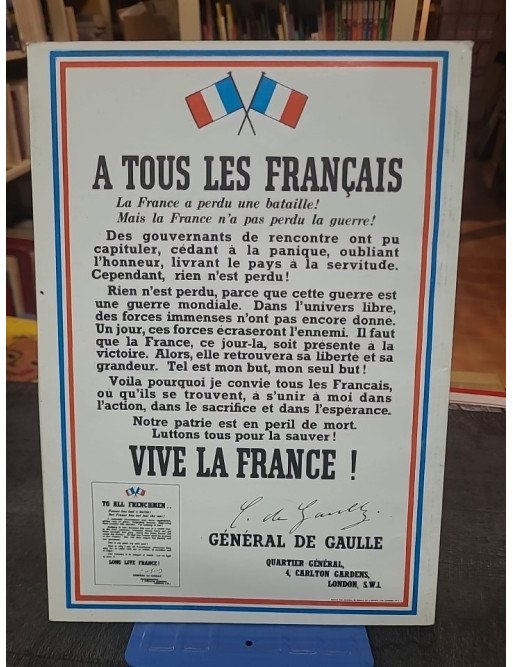 A TOUS LES FRANÇAIS
La France a perdu une bataille!
Mais la France n'a pas perdu la guerre!
Des gouvernants de rencontre ont pu
capituler, cédant à la panique, oubliant
l'honneur, livrant le pays à la servitude.
Cependant, rien n'est perdu!
Rien n'est perdu, parce que cette guerre est
une guerre mondiale. Dans l'univers libre,
des forces immenses n'ont pas encore donné.
Un jour, ces forces écraseront l'ennemi. Il faut
que la France, ce jour-la, soit présente à la
victoire. Alors, elle retrouvera sa liberté et sa
grandeur. Tel est mon but, mon seul but!
Voila pourquoi je convie tous les Francais,
où qu'ils se trouvent, à s'unir à moi dans
l'action, dans le sacrifice et dans l'espérance.
Notre patrie est en peril de mort.
Luttons tous pour la sauver!
VIVE LA FRANCE !
C. de Gaulle.
GÉNÉRAL DE GAULLE
QUARTIER GÉNÉRAL,
4, CARLTON GARDENS,
LONDON, S.W.1.
TO ALL FRENCHMEN..
LONG LIVE FRANCE!